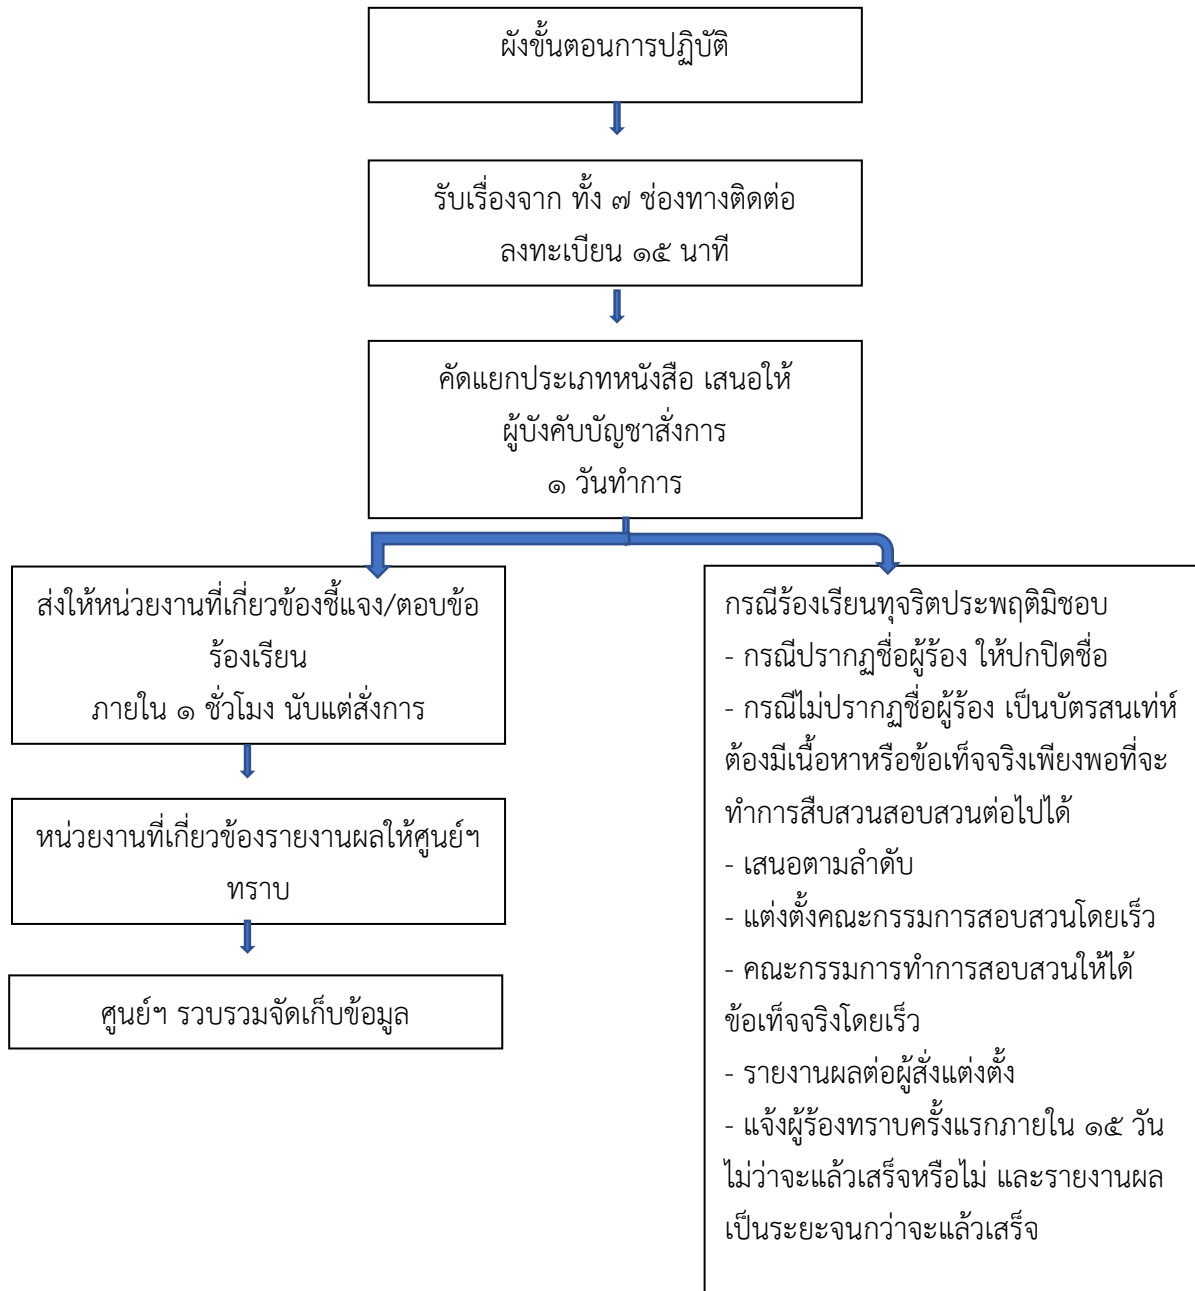 ผังขั้นตอนการปฏิบัติ
รับเรื่องจาก ทั้ง ๗ ช่องทางติดต่อ
ลงทะเบียน ๑๕ นาที
คัดแยกประเภทหนังสือ เสนอให้
ผู้บังคับบัญชาสั่งการ
๑ วันทำการ
ส่งให้หน่วยงานที่เกี่ยวข้องชี้แจง/ตอบข้อ
ร้องเรียน
ภายใน ๑ ชั่วโมง นับแต่สั่งการ
หน่วยงานที่เกี่ยวข้องรายงานผลให้ศูนย์ฯ
ทราบ
ศูนย์ฯ รวบรวมจัดเก็บข้อมูล
กรณีร้องเรียนทุจริตประพฤติมิชอบ
- กรณีปรากฏชื่อผู้ร้อง ให้ปกปิดชื่อ
- กรณีไม่ปรากฏชื่อผู้ร้อง เป็นบัตรสนเท่ห์
ต้องมีเนื้อหาหรือข้อเท็จจริงเพียงพอที่จะ
ทำการสืบสวนสอบสวนต่อไปได้
- เสนอตามลำดับ
- แต่งตั้งคณะกรรมการสอบสวนโดยเร็ว
- คณะกรรมการทำการสอบสวนให้ได้
ข้อเท็จจริงโดยเร็ว
- รายงานผลต่อผู้สั่งแต่งตั้ง
- แจ้งผู้ร้องทราบครั้งแรกภายใน ๑๕ วัน
ไม่ว่าจะแล้วเสร็จหรือไม่ และรายงานผล
เป็นระยะจนกว่าจะแล้วเสร็จ